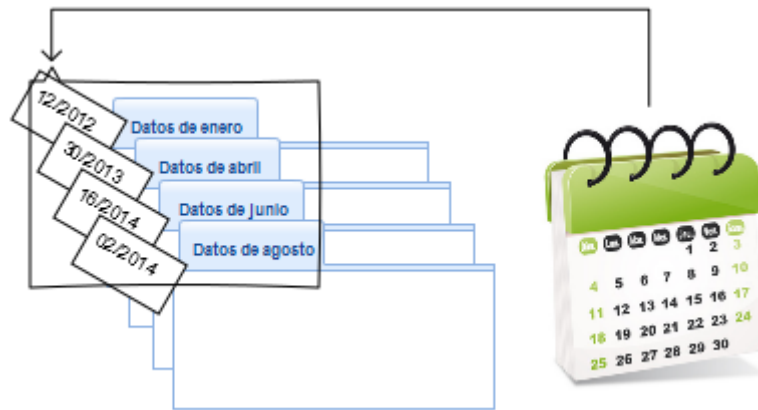 12/2012
Datos de enero
30/2013
Datos de abril
16/2014
Datos de junio
02/2014
Datos de agosto
1 2 3
4 5 6 7 8 9 10
11 12 13 14 15 16 17
18 19 20 21 22 23 24
25 26 27 28 29 30